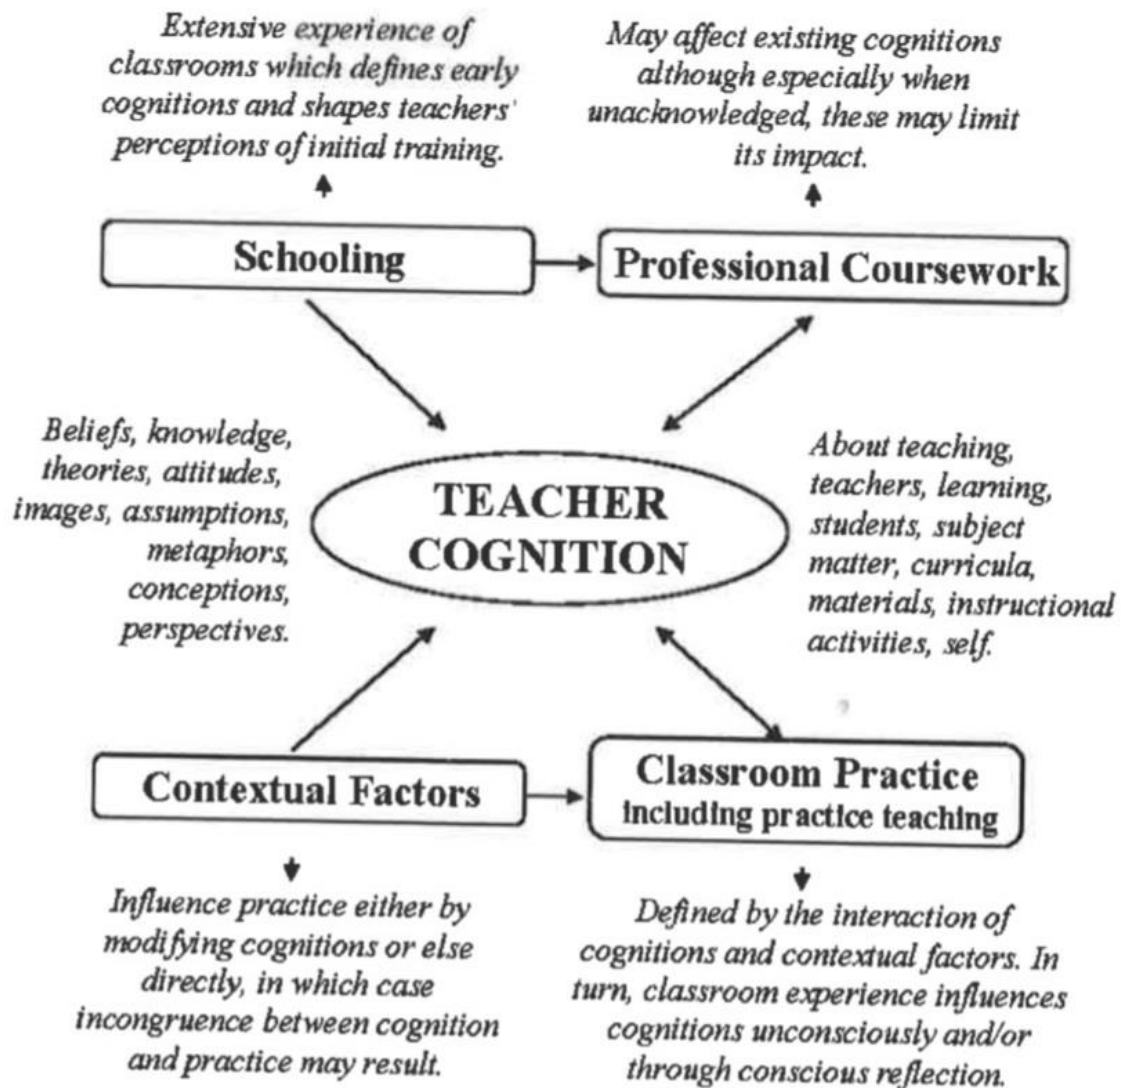 Extensive experience of
classrooms which defines early
cognitions and shapes teachers'
perceptions of initial training.
May affect existing cognitions
although especially when
unacknowledged, these may limit
its impact.
Schooling
Professional Coursework
Beliefs, knowledge,
theories, attitudes,
images, assumptions,
metaphors,
conceptions,
perspectives.
TEACHER
COGNITION
About teaching,
teachers, learning,
students, subject
matter, curricula,
materials, instructional
activities, self.
Contextual Factors
Classroom Practice
including practice teaching
Influence practice either by
modifying cognitions or else
directly, in which case
incongruence between cognition
and practice may result.
Defined by the interaction of
cognitions and contextual factors. In
turn, classroom experience influences
cognitions unconsciously and/or
through conscious reflection.